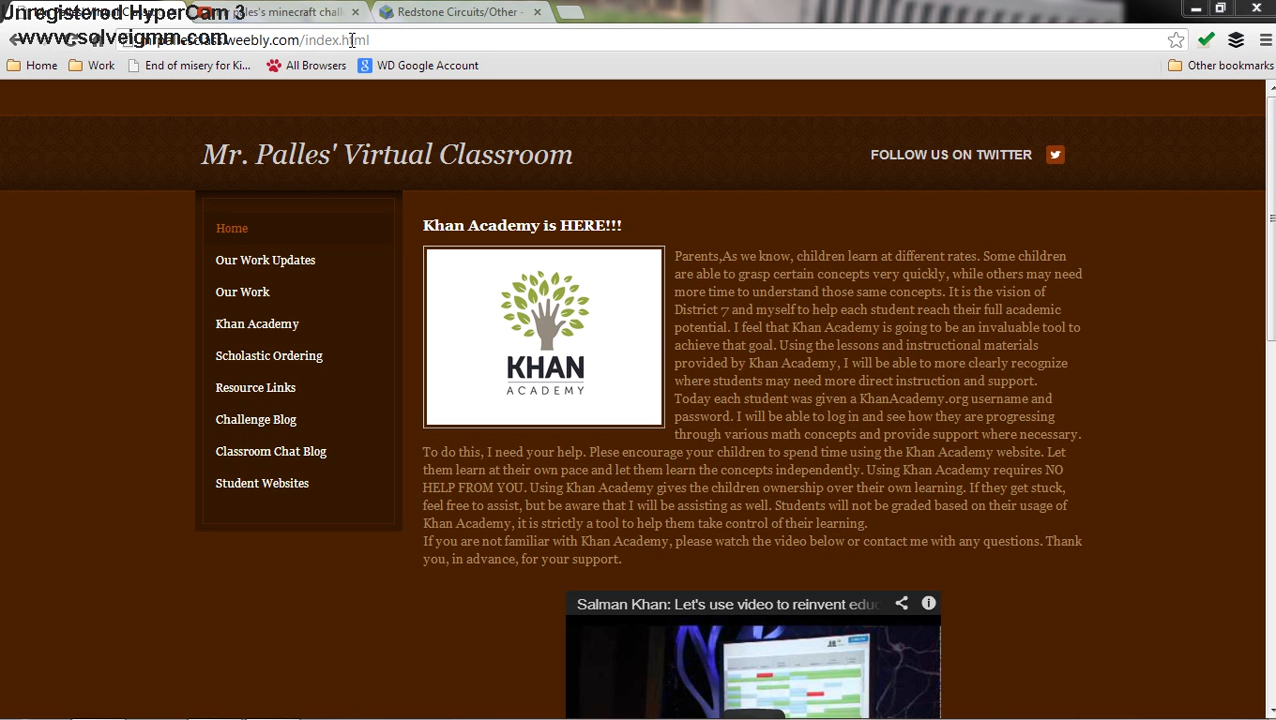 Unregistred HyperCam 3
www.solveigmm.com
palles's minecraft chall
Redstone Circuits/Other -
weebly.com/index.html
Home
Work
End of misery for Ki...
All Browsers
WD Google Account
Other bookmarks
Mr. Palles' Virtual Classroom
FOLLOW US ON TWITTER
Home
Our Work Updates
Our Work
Khan Academy
Scholastic Ordering
Resource Links
Challenge Blog
Classroom Chat Blog
Student Websites
Khan Academy is HERE!!!
KHAN
ACADEMY
Parents,As we know, children learn at different rates. Some children
are able to grasp certain concepts very quickly, while others may need
more time to understand those same concepts. It is the vision of
District 7 and myself to help each student reach their full academic
potential. I feel that Khan Academy is going to be an invaluable tool to
achieve that goal. Using the lessons and instructional materials
provided by Khan Academy, I will be able to more clearly recognize
where students may need more direct instruction and support.
Today each student was given a KhanAcademy.org username and
password. I will be able to log in and see how they are progressing
through various math concepts and provide support where necessary.
To do this, I need your help. Plese encourage your children to spend time using the Khan Academy website. Let
them learn at their own pace and let them learn the concepts independently. Using Khan Academy requires NO
HELP FROM YOU. Using Khan Academy gives the children ownership over their own learning. If they get stuck,
feel free to assist, but be aware that I will be assisting as well. Students will not be graded based on their usage of
Khan Academy, it is strictly a tool to help them take control of their learning.
If you are not familiar with Khan Academy, please watch the video below or contact me with any questions. Thank
you, in advance, for your support.
Salman Khan: Let's use video to reinvent educ